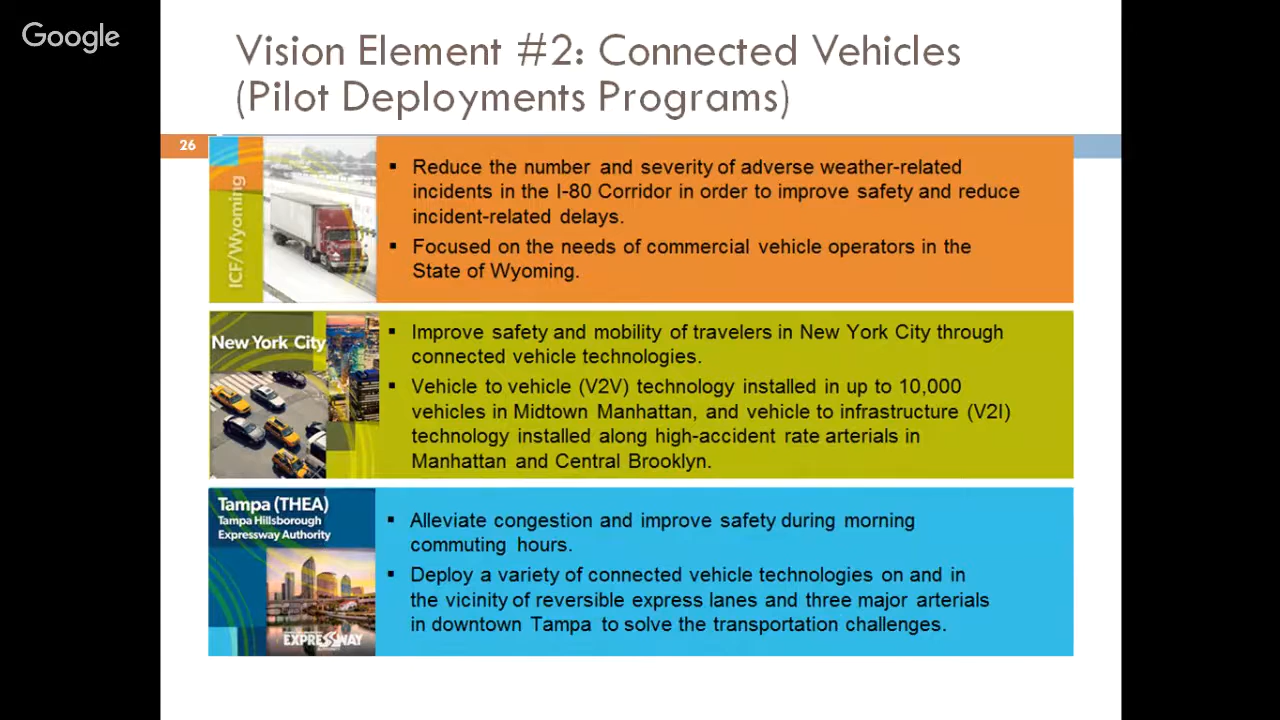 Google
Vision Element #2: Connected Vehicles
(Pilot Deployments Programs)
26
ICF/Wyoming
▪ Reduce the number and severity of adverse weather-related
incidents in the I-80 Corridor in order to improve safety and reduce
incident-related delays.
▪ Focused on the needs of commercial vehicle operators in the
State of Wyoming.
New York City
▪ Improve safety and mobility of travelers in New York City through
connected vehicle technologies.
▪ Vehicle to vehicle (V2V) technology installed in up to 10,000
vehicles in Midtown Manhattan, and vehicle to infrastructure (V2I)
technology installed along high-accident rate arterials in
Manhattan and Central Brooklyn.
Tampa (THEA)
Tampa Hillsborough
Expressway Authority
EXPRESSWAY
▪ Alleviate congestion and improve safety during morning
commuting hours.
▪ Deploy a variety of connected vehicle technologies on and in
the vicinity of reversible express lanes and three major arterials
in downtown Tampa to solve the transportation challenges.